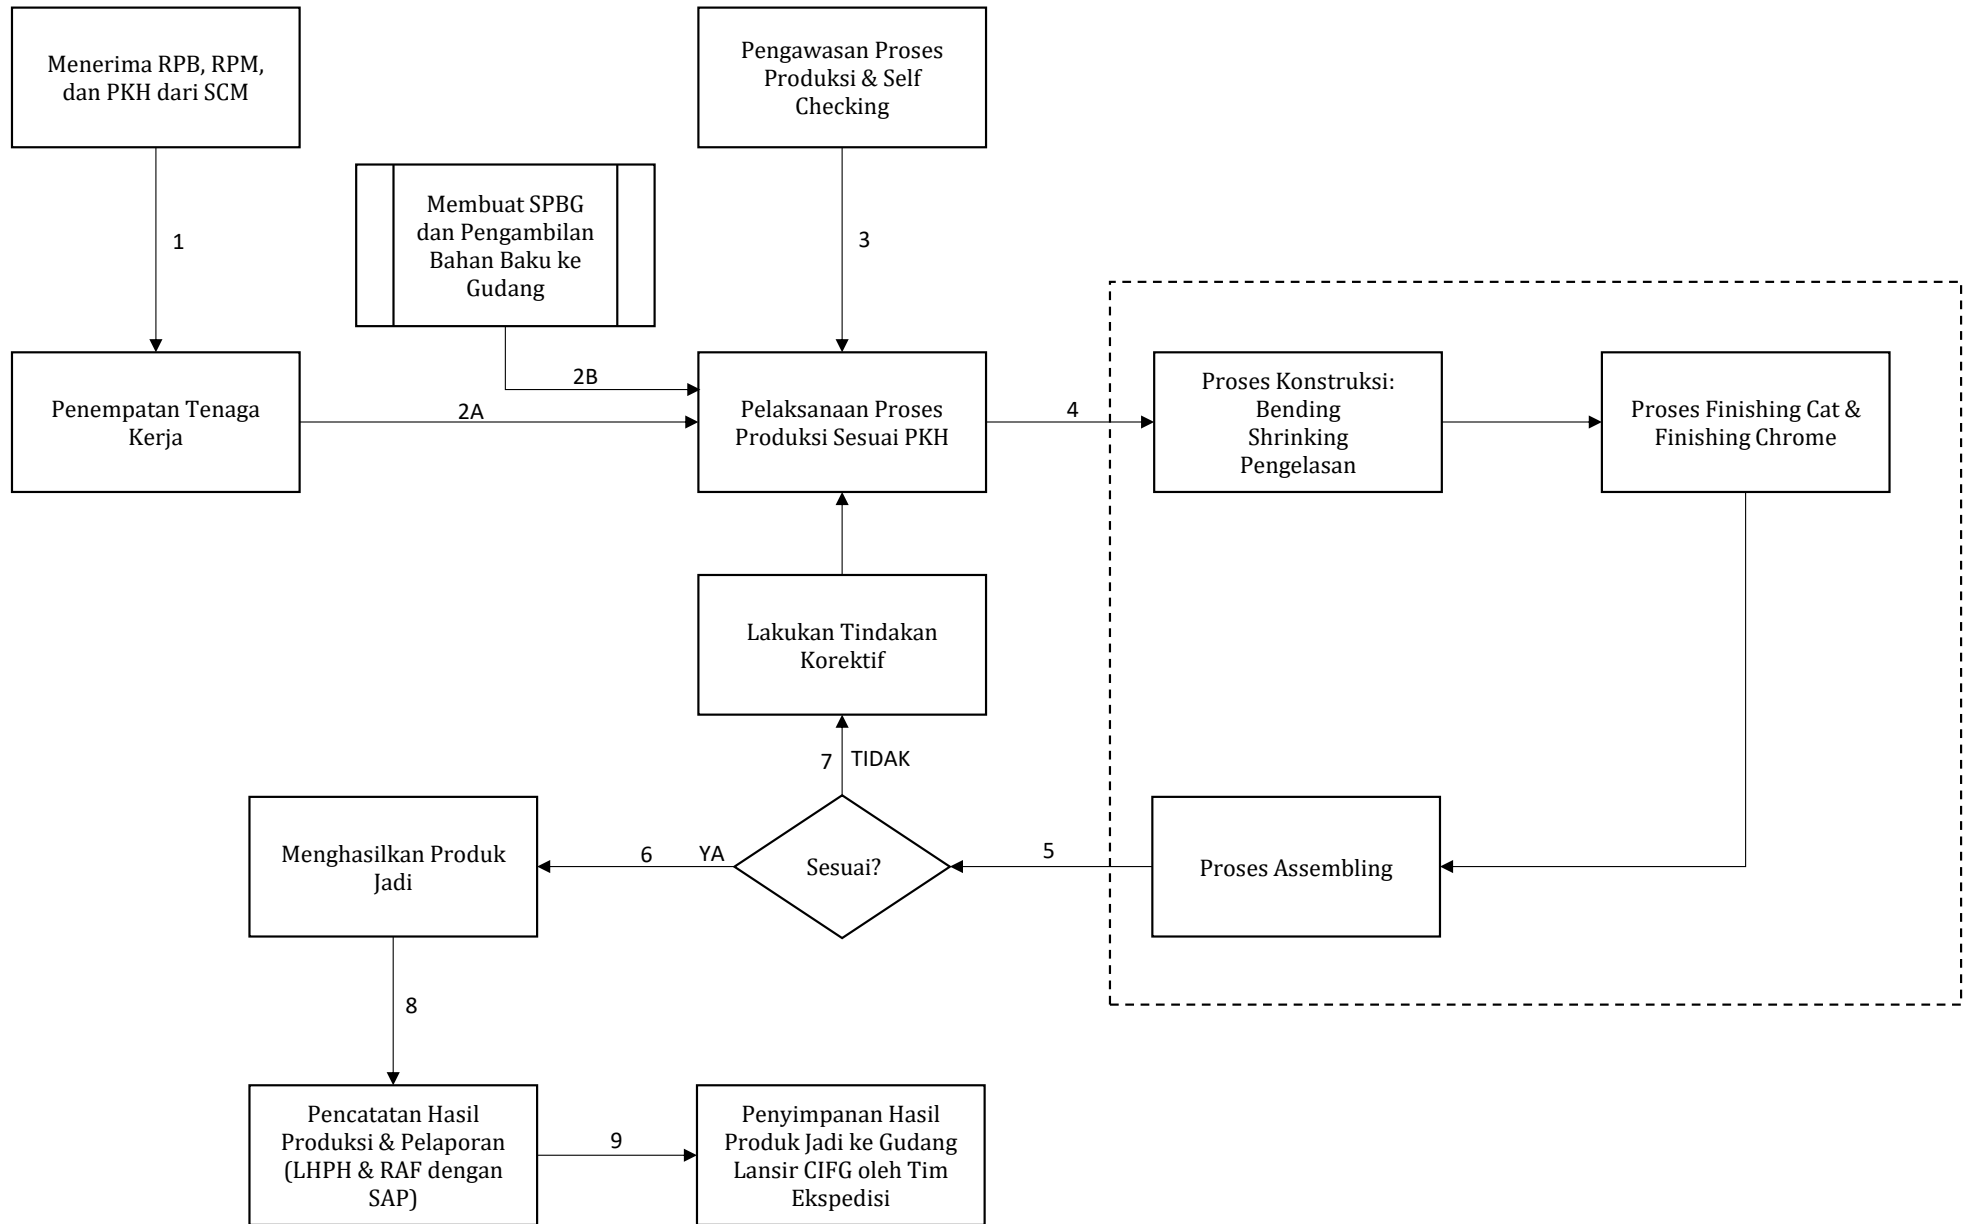 Menerima RPB, RPM,
dan PKH dari SCM
Pengawasan Proses
Produksi & Self
Checking
1
Membuat SPBG
dan Pengambilan
Bahan Baku ke
Gudang
3
2B
Penempatan Tenaga
Kerja
2A
Pelaksanaan Proses
Produksi Sesuai PKH
4
Proses Konstruksi:
Bending
Shrinking
Pengelasan
Proses Finishing Cat &
Finishing Chrome
Lakukan Tindakan
Korektif
7
TIDAK
Menghasilkan Produk
Jadi
6
YA
Sesuai?
5
Proses Assembling
8
Pencatatan Hasil
Produksi & Pelaporan
(LHPH & RAF dengan
SAP)
9
Penyimpanan Hasil
Produk Jadi ke Gudang
Lansir CIFG oleh Tim
Ekspedisi